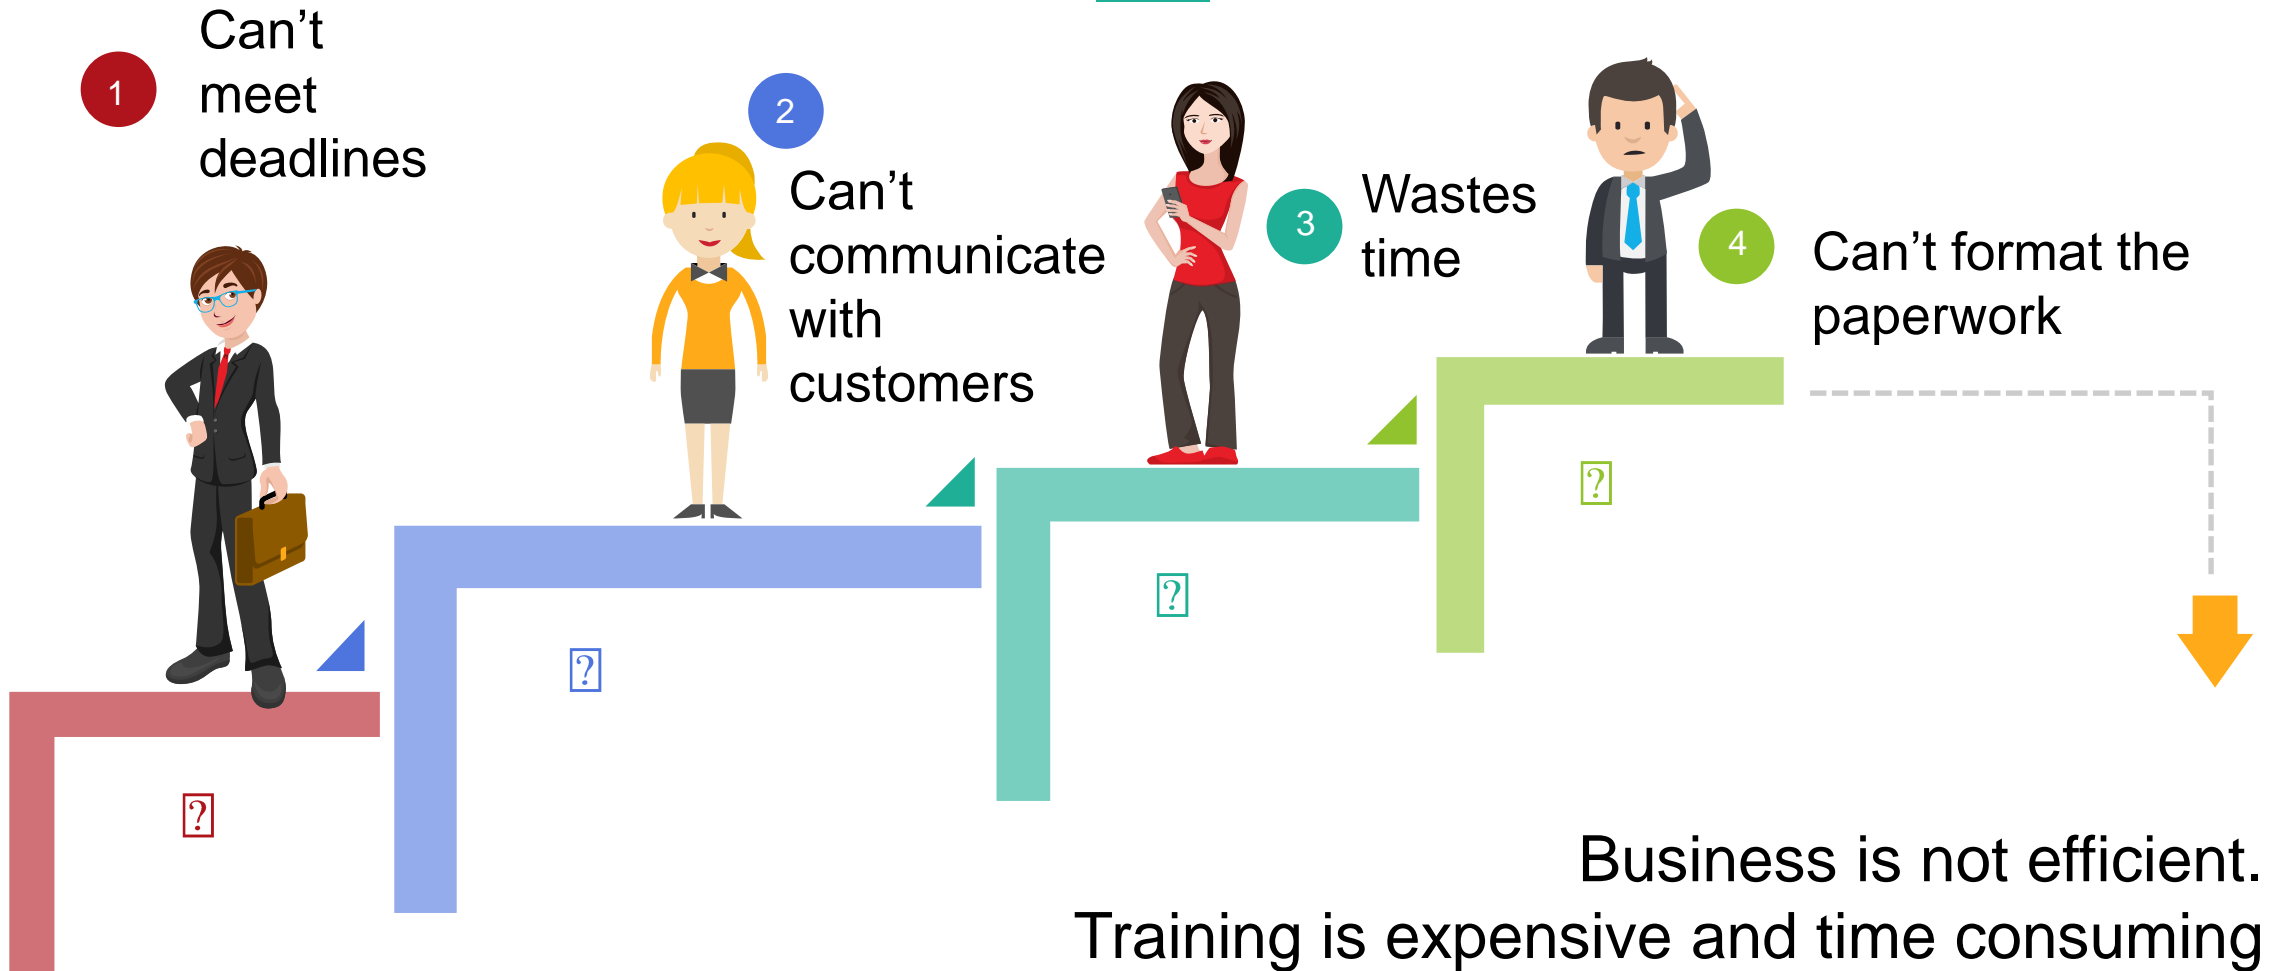 1
Can’t
meet
deadlines
2
Can’t
communicate
with
customers
3
Wastes
time
4
Can’t format the
paperwork
?
?
?
?
Business is not efficient.
Training is expensive and time consuming